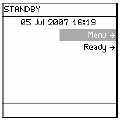 STANDBY
05 Jul 2007 16:19
Menu →
Ready →